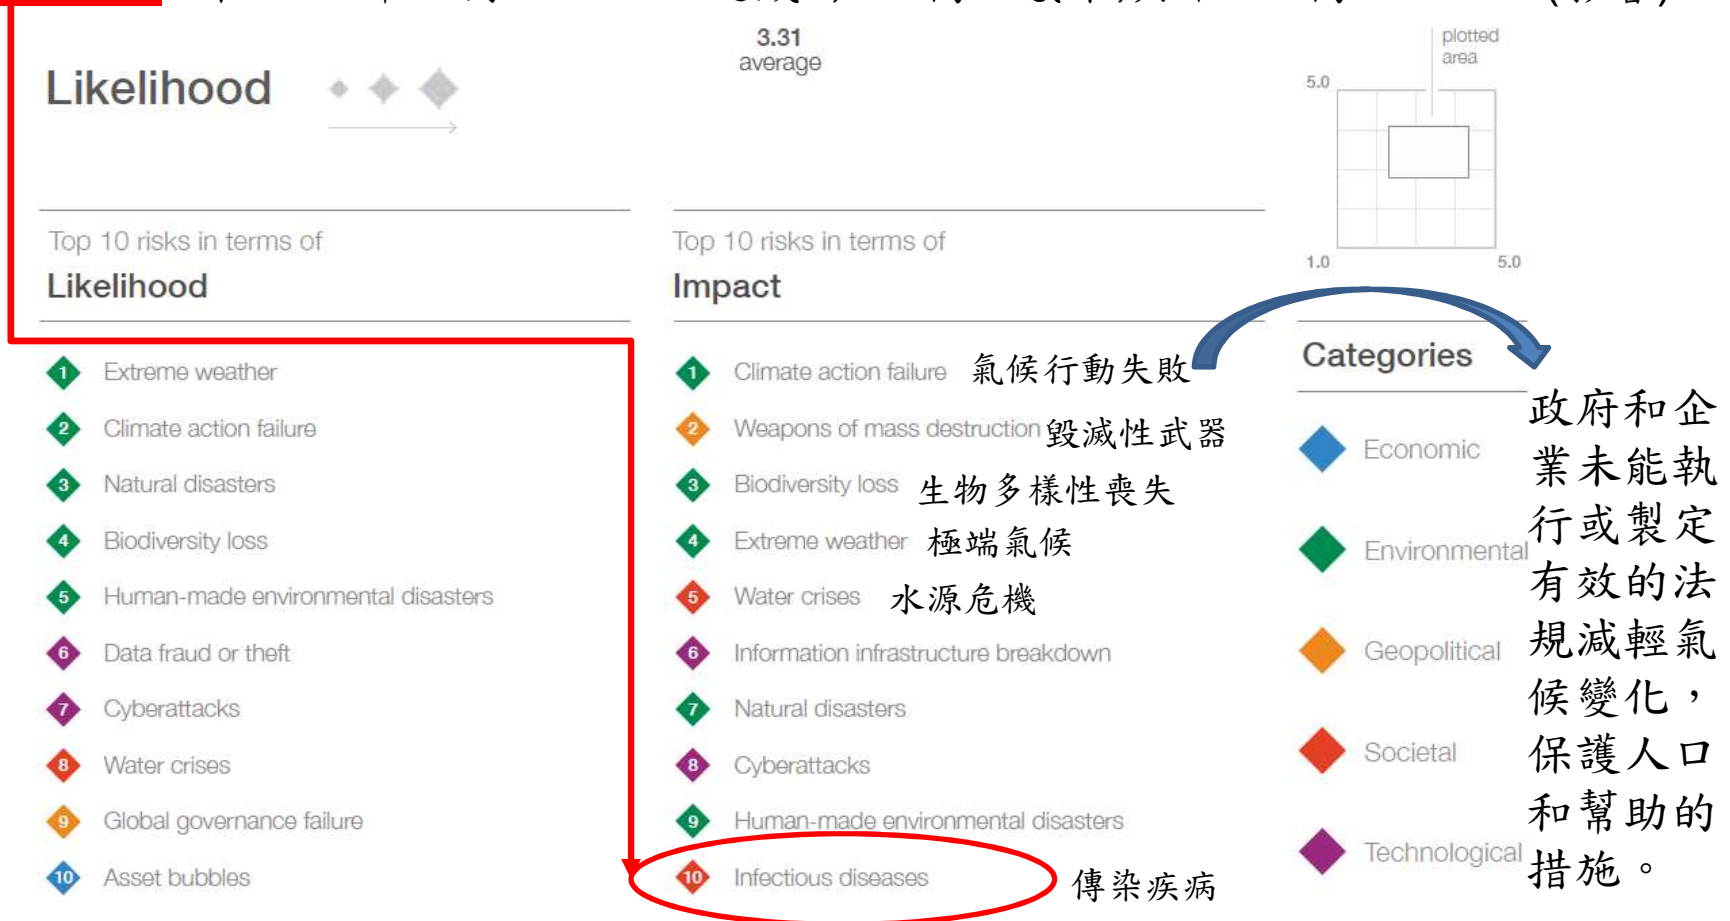 3.31
average
plotted
area
Likelihood
5.0
1.0
5.0
Top 10 risks in terms of
Likelihood
1 Extreme weather
2 Climate action failure
3 Natural disasters
4 Biodiversity loss
5 Human-made environmental disasters
6 Data fraud or theft
7 Cyberattacks
8 Water crises
9 Global governance failure
10 Asset bubbles
Top 10 risks in terms of
Impact
1 Climate action failure 氣候行動失敗
2 Weapons of mass destruction 毀滅性武器
3 Biodiversity loss 生物多樣性喪失
4 Extreme weather 極端氣候
5 Water crises 水源危機
6 Information infrastructure breakdown
7 Natural disasters
8 Cyberattacks
9 Human-made environmental disasters
10 Infectious diseases 傳染疾病
Categories
Economic
Environmental
Geopolitical
Societal
Technological
政府和企
業未能執
行或製定
有效的法
規減輕氣
候變化，
保護人口
和幫助的
措施。